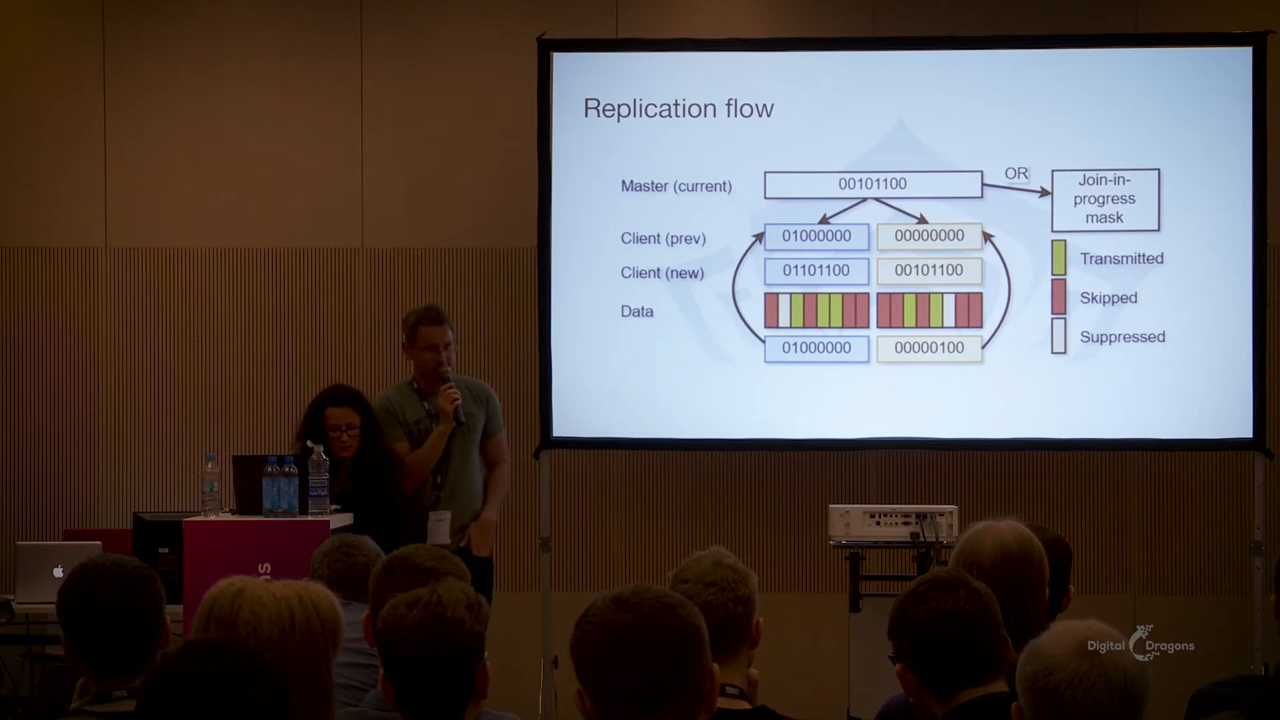 Replication flow
Master (current)
00101100
OR
Join-in-
progress
mask
Client (prev)
01000000
00000000
Client (new)
01101100
00101100
Data
01000000
00000100
Transmitted
Skipped
Suppressed
Digital Dragons